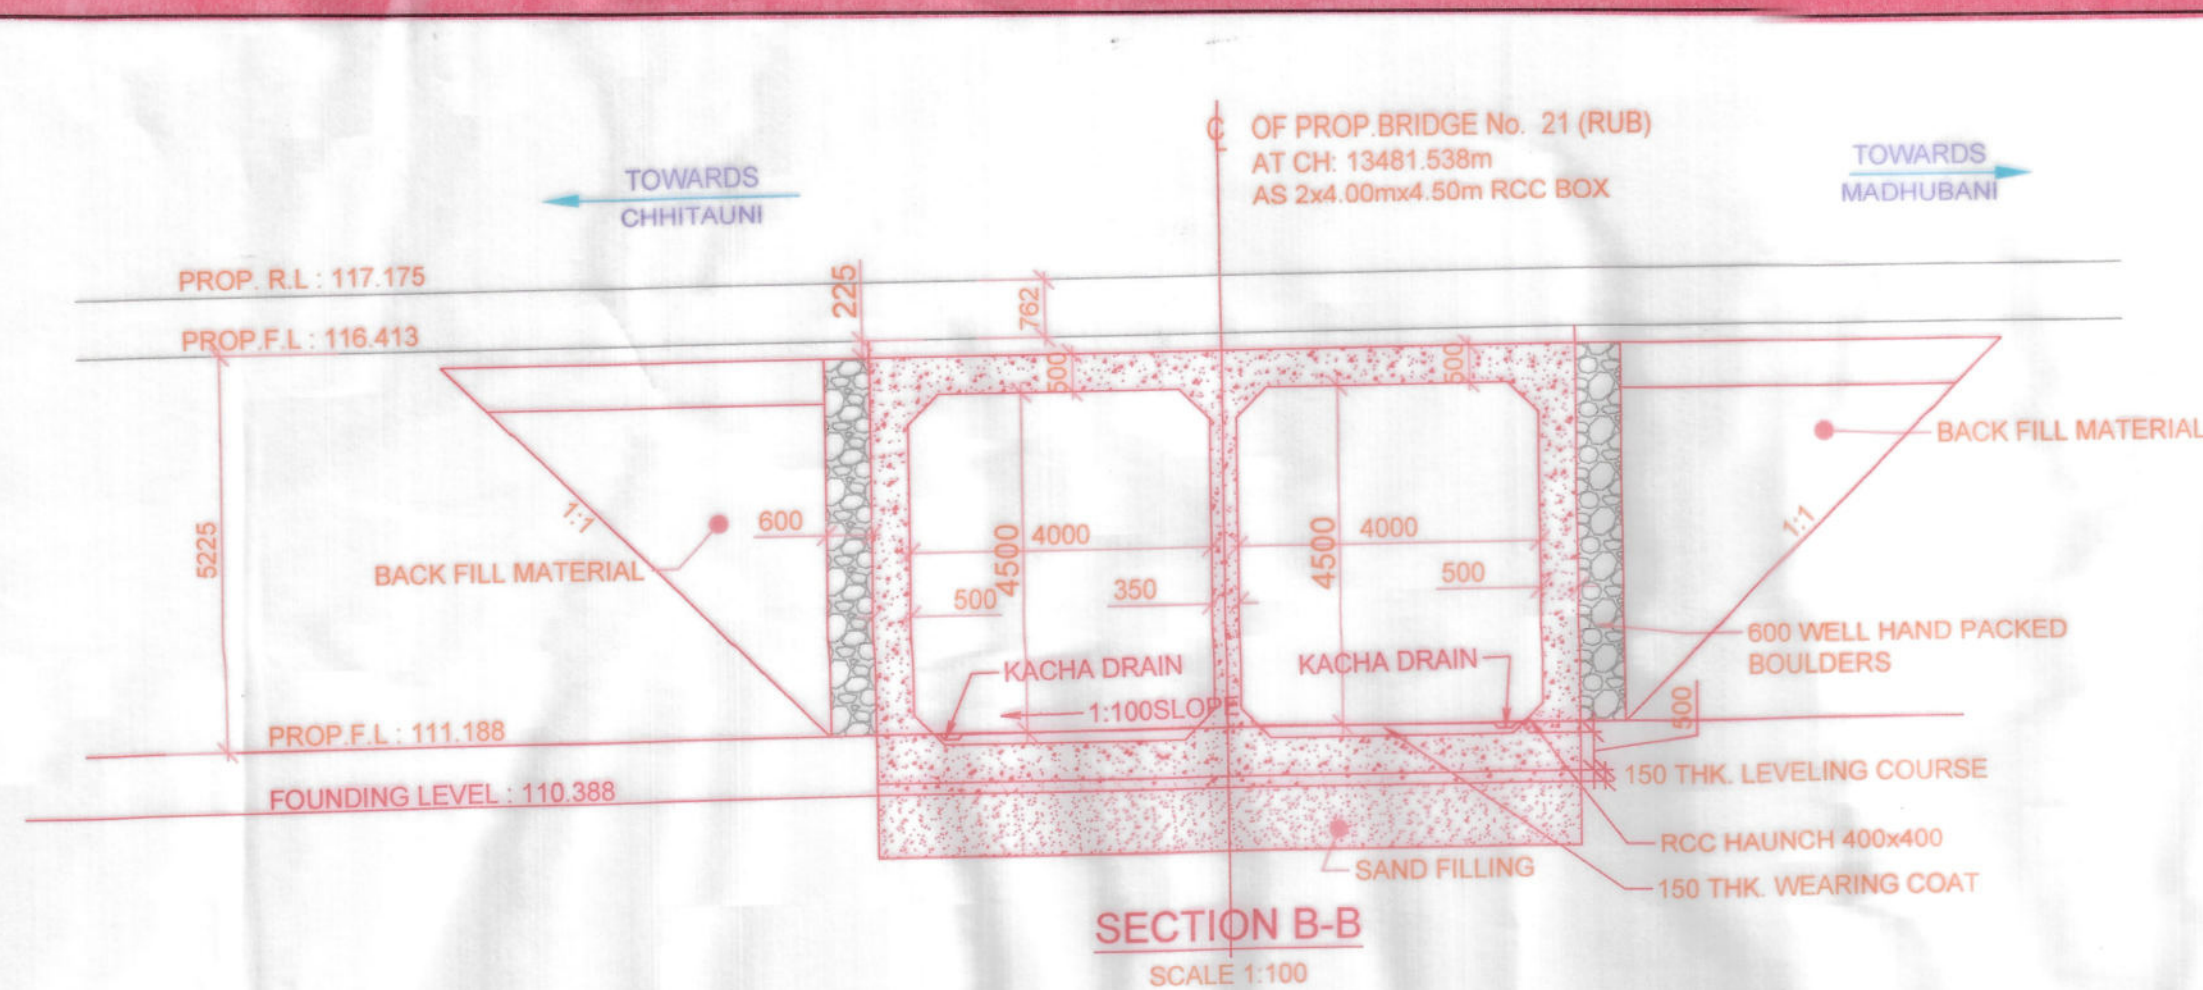 ℄ OF PROP.BRIDGE No. 21 (RUB)
AT CH: 13481.538m
AS 2x4.00mx4.50m RCC BOX
TOWARDS
CHHITAUNI
TOWARDS
MADHUBANI
PROP. R.L : 117.175
225
762
PROP.F.L : 116.413
500
500
BACK FILL MATERIAL
1:1
600
4500
4000
4500
4000
1:1
5225
BACK FILL MATERIAL
500
350
500
600 WELL HAND PACKED
BOULDERS
KACHA DRAIN
KACHA DRAIN
1:100SLOPE
500
PROP.F.L : 111.188
FOUNDING LEVEL : 110.388
150 THK. LEVELING COURSE
RCC HAUNCH 400x400
SAND FILLING
150 THK. WEARING COAT
SECTION B-B
SCALE 1:100